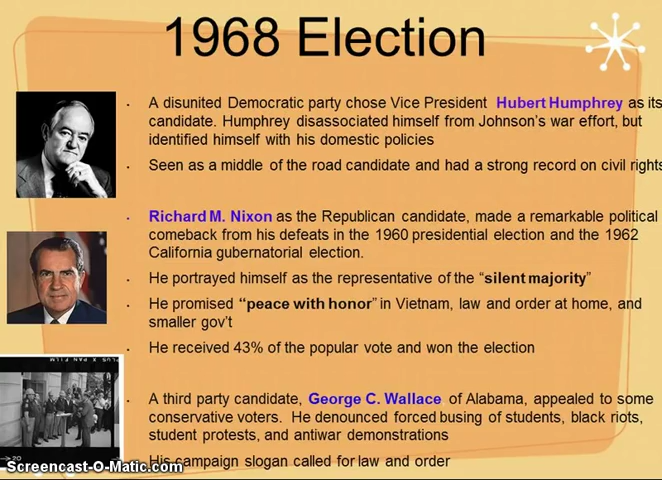 1968 Election
A disunited Democratic party chose Vice President Hubert Humphrey as its
candidate. Humphrey disassociated himself from Johnson's war effort, but
identified himself with his domestic policies
Seen as a middle of the road candidate and had a strong record on civil rights
Richard M. Nixon as the Republican candidate, made a remarkable political
comeback from his defeats in the 1960 presidential election and the 1962
California gubernatorial election.
He portrayed himself as the representative of the “silent majority”
He promised “peace with honor” in Vietnam, law and order at home, and
smaller gov't
He received 43% of the popular vote and won the election
A third party candidate, George C. Wallace of Alabama, appealed to some
conservative voters. He denounced forced busing of students, black riots,
student protests, and antiwar demonstrations
His campaign slogan called for law and order
PLUS X PAN FILM
→ 20
Screencast-O-Matic.com